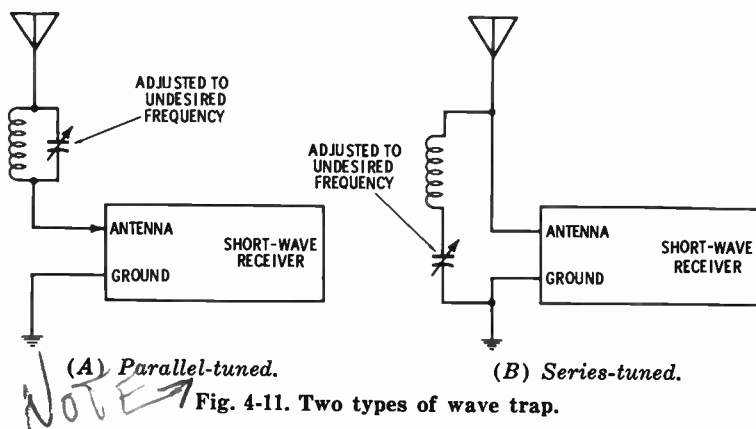 ADJUSTED TO
UNDESIRED
FREQUENCY
ANTENNA
SHORT-WAVE
RECEIVER
GROUND
(A) Parallel-tuned.
ADJUSTED TO
UNDESIRED
FREQUENCY
ANTENNA
SHORT-WAVE
RECEIVER
GROUND
(B) Series-tuned.
NOTE
Fig. 4-11. Two types of wave trap.